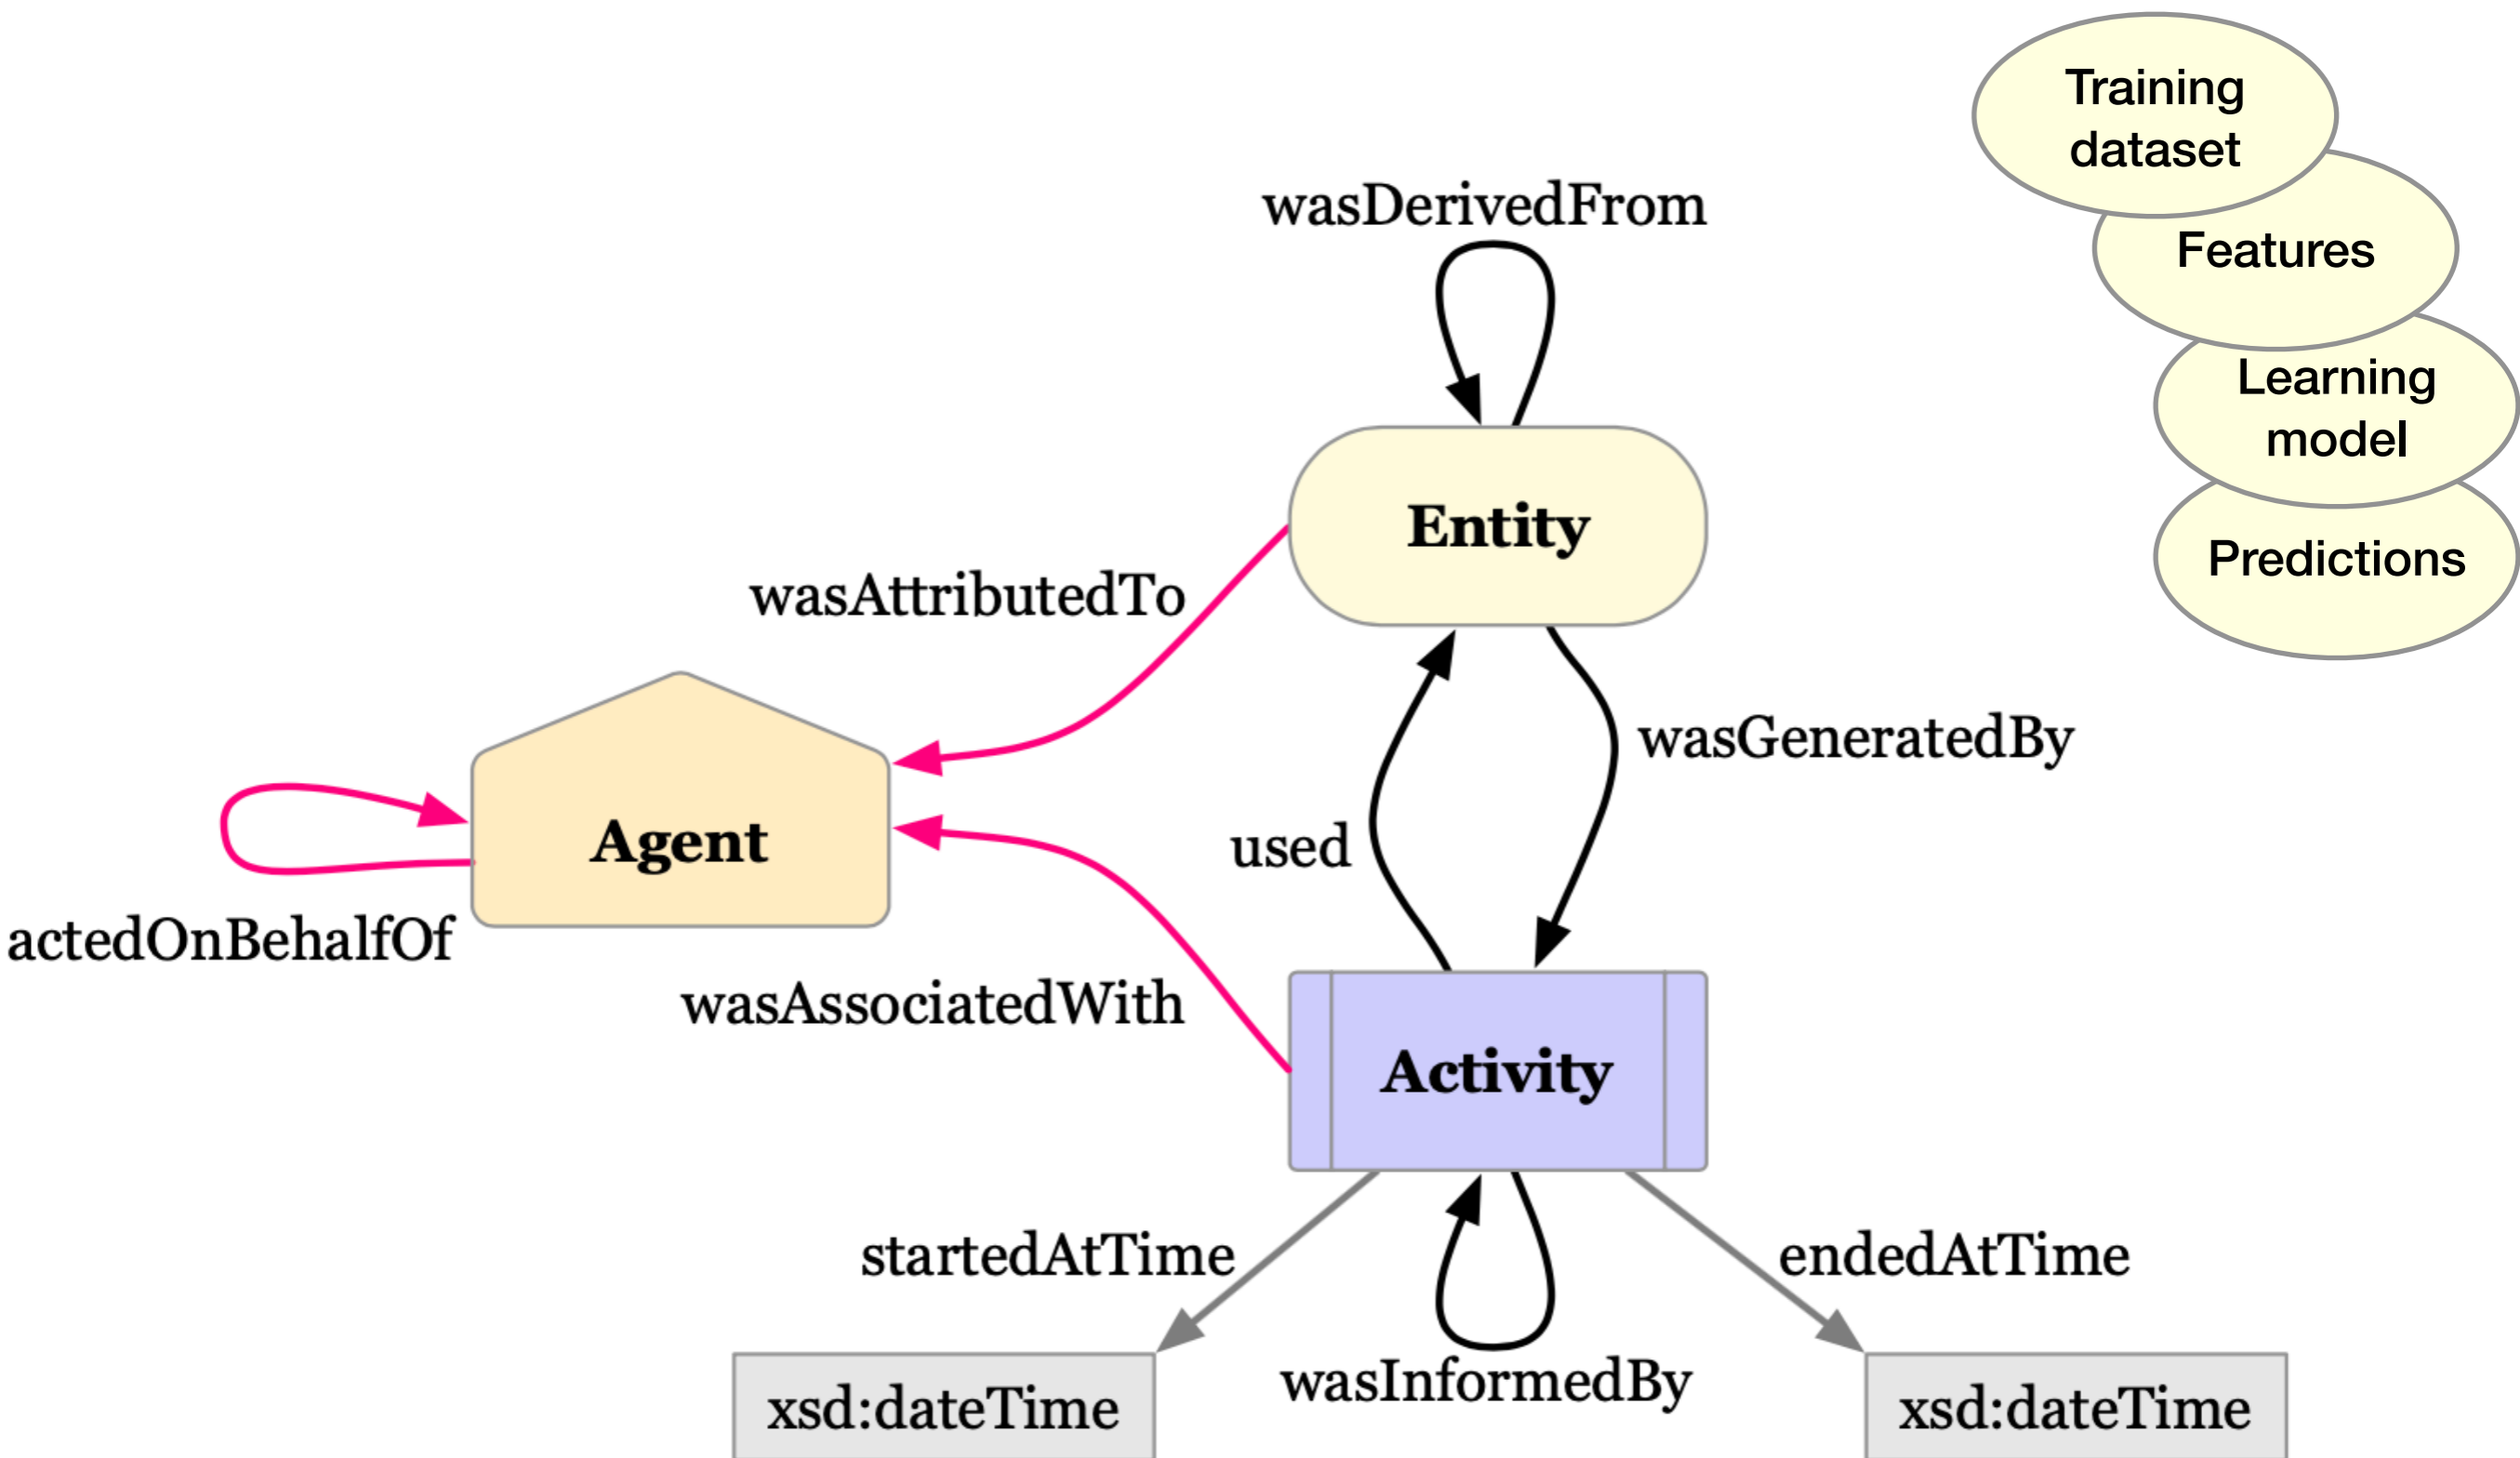 Training
dataset
wasDerivedFrom
Features
Learning
model
Entity
Predictions
wasAttributedTo
wasGeneratedBy
used
Agent
actedOnBehalfOf
wasAssociatedWith
Activity
startedAtTime
endedAtTime
wasInformedBy
xsd:dateTime
xsd:dateTime